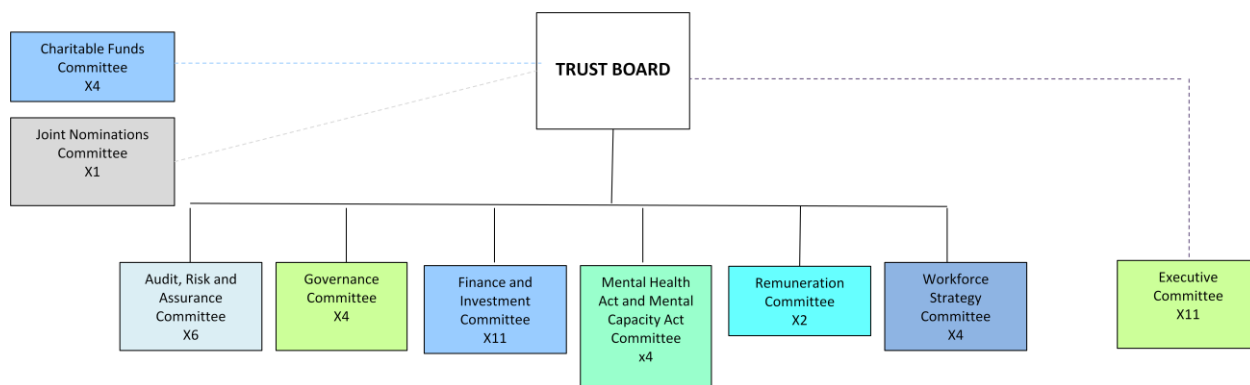 Charitable Funds
Committee
X4
TRUST BOARD
Joint Nominations
Committee
X1
Audit, Risk and
Assurance
Committee
X6
Governance
Committee
X4
Finance and
Investment
Committee
X11
Mental Health
Act and Mental
Capacity Act
Committee
x4
Remuneration
Committee
X2
Workforce
Strategy
Committee
X4
Executive
Committee
X11